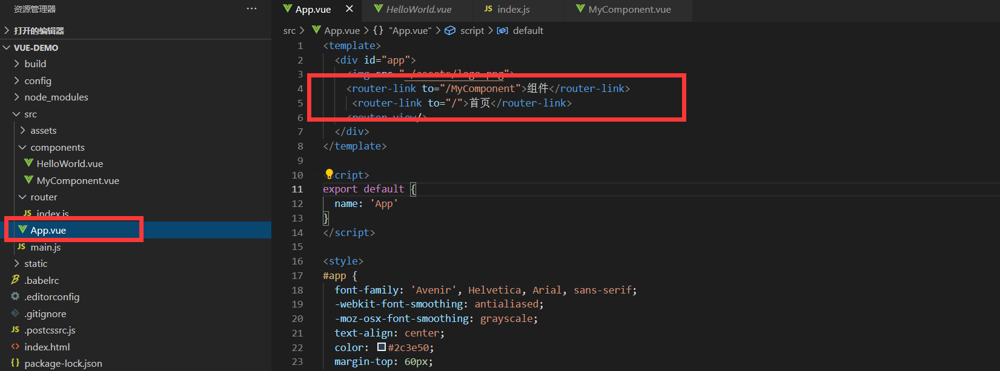 资源管理器
···
打开的编辑器
VUE-DEMO
build
config
node_modules
src
assets
components
HelloWorld.vue
MyComponent.vue
router
JS index.js
App.vue
JS main.js
static
.babelrc
.editorconfig
.gitignore
JS .postcssrc.js
<> index.html
{} package-lock.json
App.vue × HelloWorld.vue JS index.js MyComponent.vue
src > App.vue > {} "App.vue" > script > default
1 <template>
2 <div id="app">
3 <img src="./assets/logo.png">
4 <router-link to="/MyComponent">组件</router-link>
5 <router-link to="/">首页</router-link>
6 <router-view/>
7 </div>
8 </template>
9
10 cript>
11 export default {
12 name: 'App'
13 }
14 </script>
15
16 <style>
17 #app {
18 font-family: 'Avenir', Helvetica, Arial, sans-serif;
19 -webkit-font-smoothing: antialiased;
20 -moz-osx-font-smoothing: grayscale;
21 text-align: center;
22 color: #2c3e50;
23 margin-top: 60px;